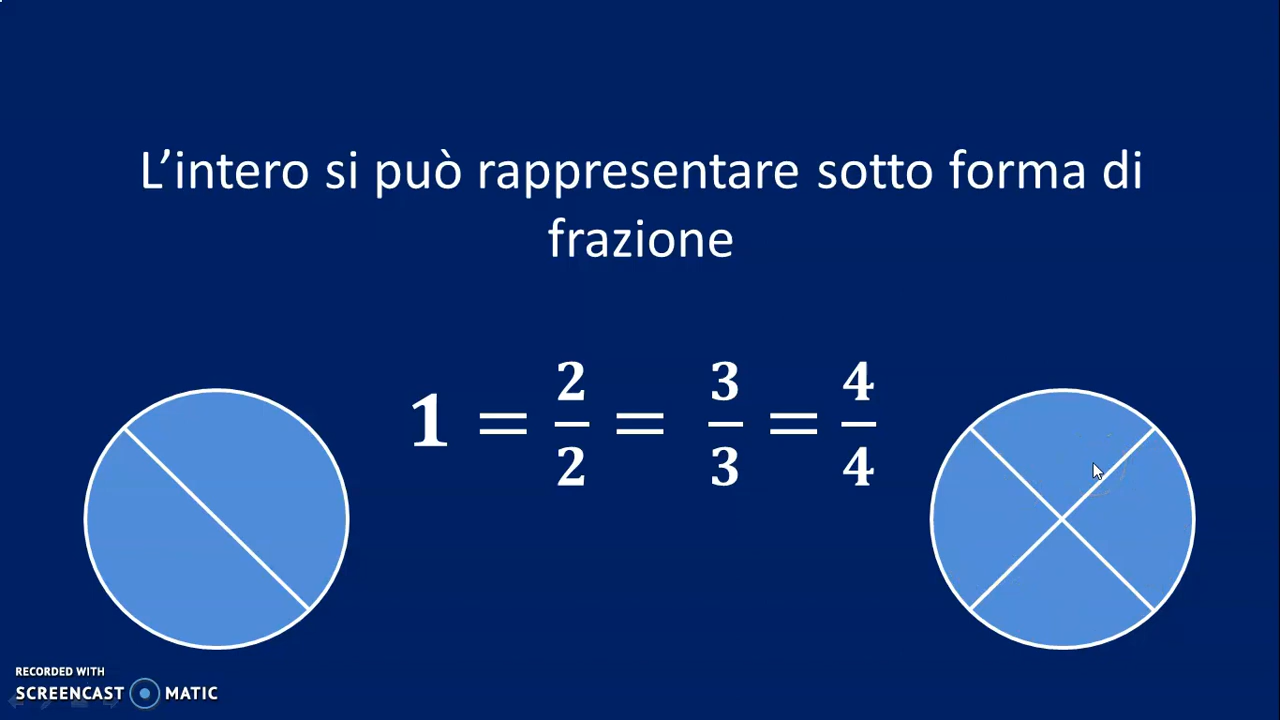 L'intero si può rappresentare sotto forma di
frazione
1 = 2/2 = 3/3 = 4/4
RECORDED WITH
SCREENCAST MATIC